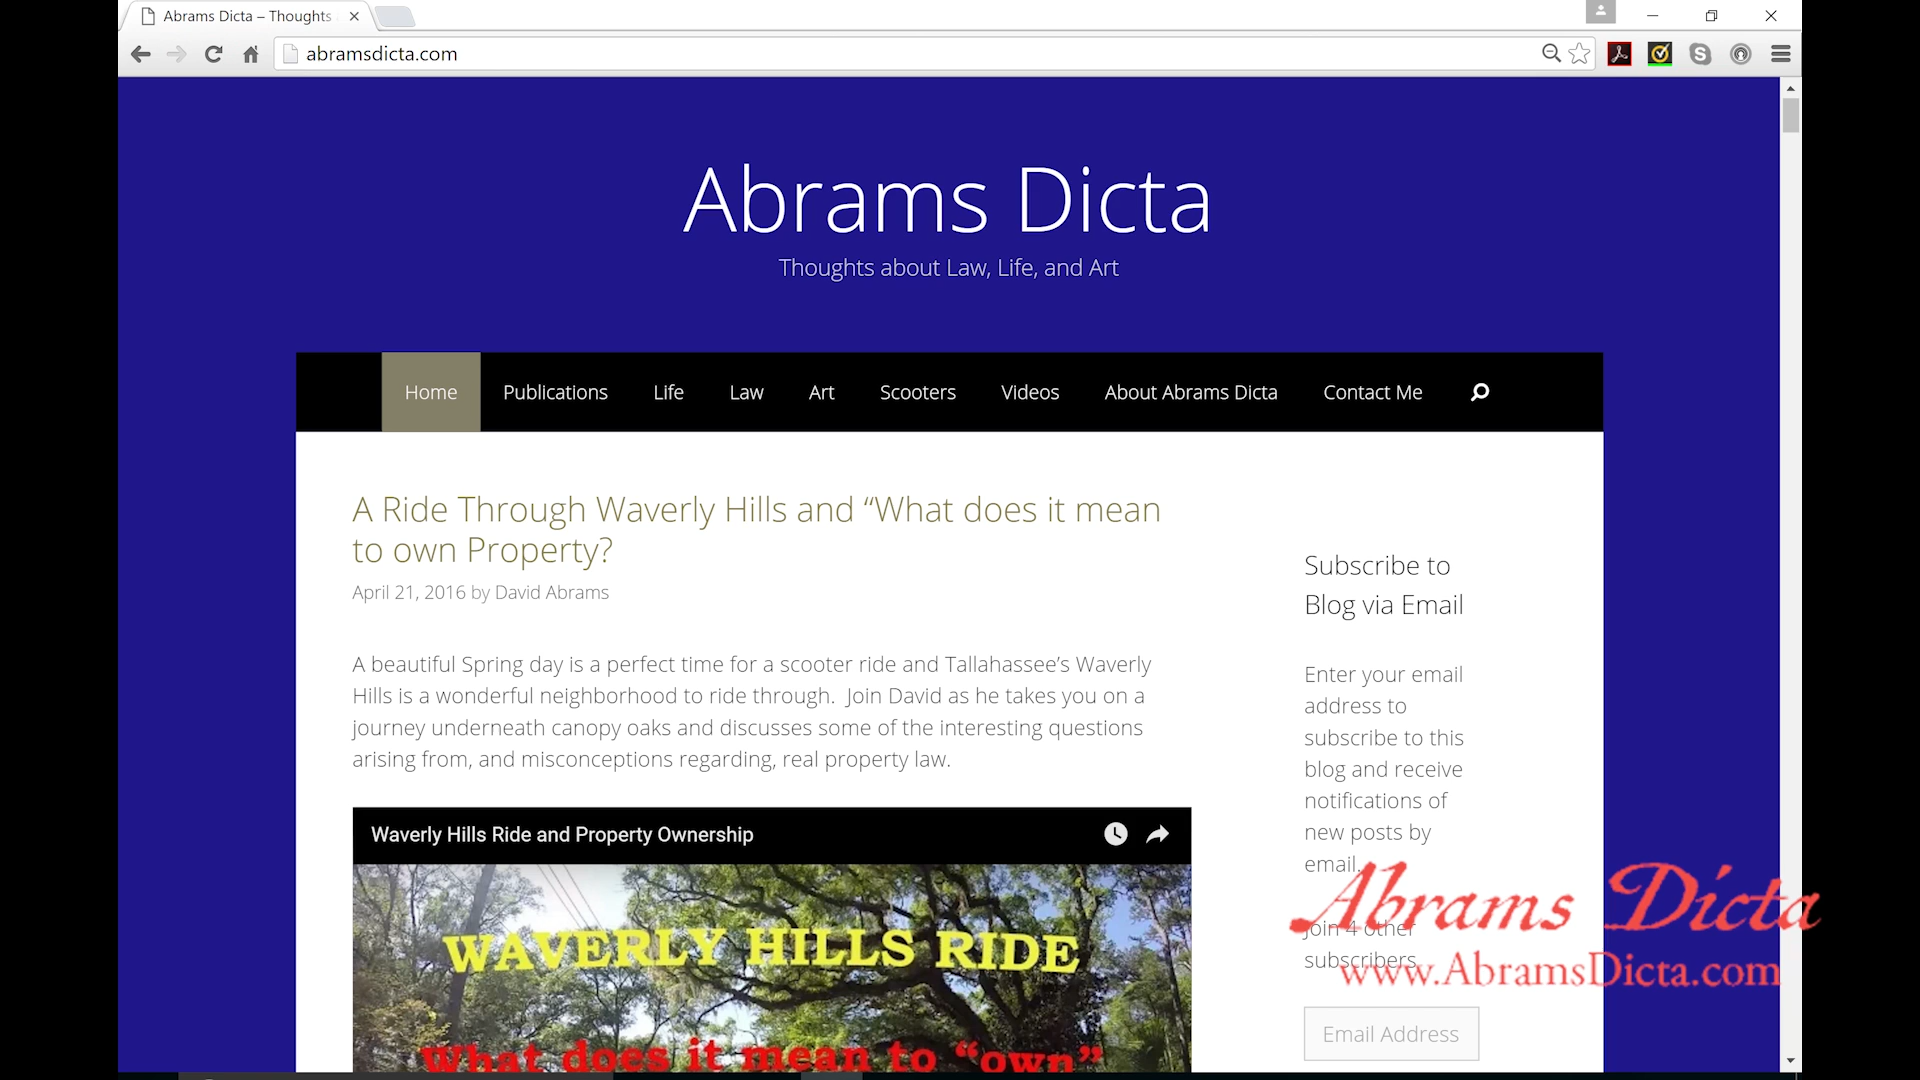 Abrams Dicta – Thoughts
abramsdicta.com
Abrams Dicta
Thoughts about Law, Life, and Art
Home Publications Life Law Art Scooters Videos About Abrams Dicta Contact Me
A Ride Through Waverly Hills and “What does it mean
to own Property?
April 21, 2016 by David Abrams
A beautiful Spring day is a perfect time for a scooter ride and Tallahassee’s Waverly
Hills is a wonderful neighborhood to ride through.  Join David as he takes you on a
journey underneath canopy oaks and discusses some of the interesting questions
arising from, and misconceptions regarding, real property law.
Waverly Hills Ride and Property Ownership
WAVERLY HILLS RIDE
What does it mean to “own”
Subscribe to
Blog via Email
Enter your email
address to
subscribe to this
blog and receive
notifications of
new posts by
email.
Join 4 other
subscribers
Email Address
Abrams Dicta
www.AbramsDicta.com